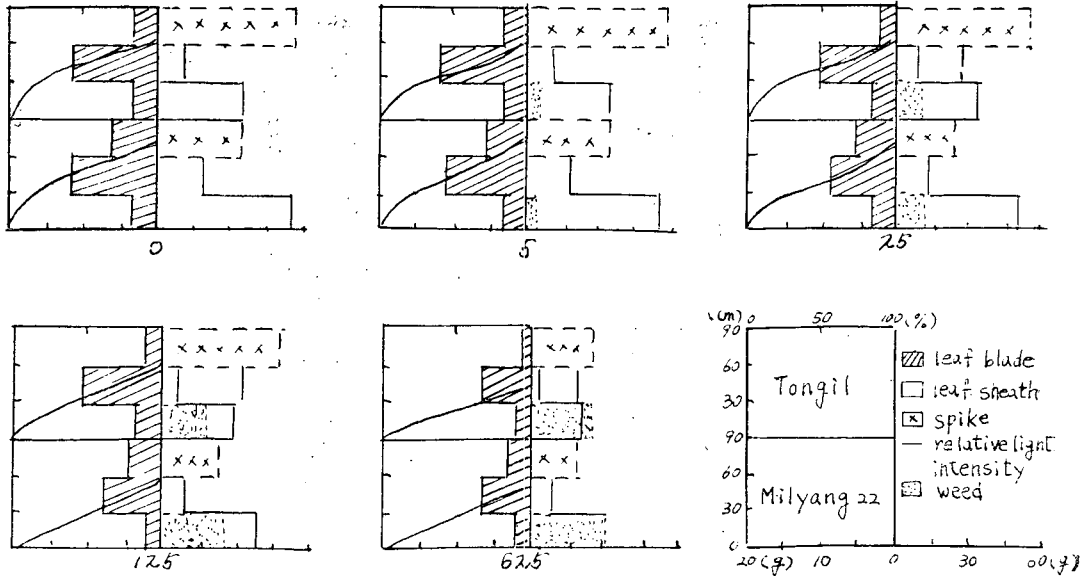 0
5
25
125
625
(cm) 0 50 100 (%)
90
60
30
90
60
30
0
Tongil
Milyang 22
20 (g) 10 0 30 60 (g)
leaf blade
leaf sheath
x spike
relative light
intensity
weed